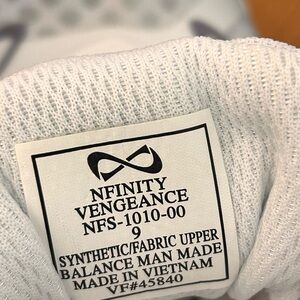 NFINITY
VENGEANCE
NFS-1010-00
9
SYNTHETIC/FABRIC UPPER
BALANCE MAN MADE
MADE IN VIETNAM
VF#45840